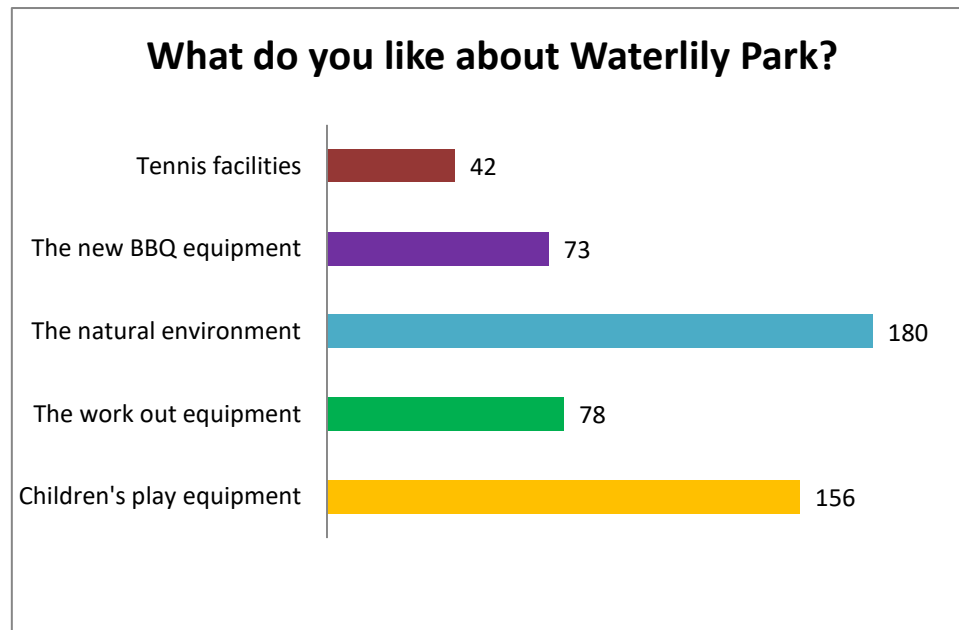 What do you like about Waterlily Park?
Tennis facilities 42
The new BBQ equipment 73
The natural environment 180
The work out equipment 78
Children's play equipment 156